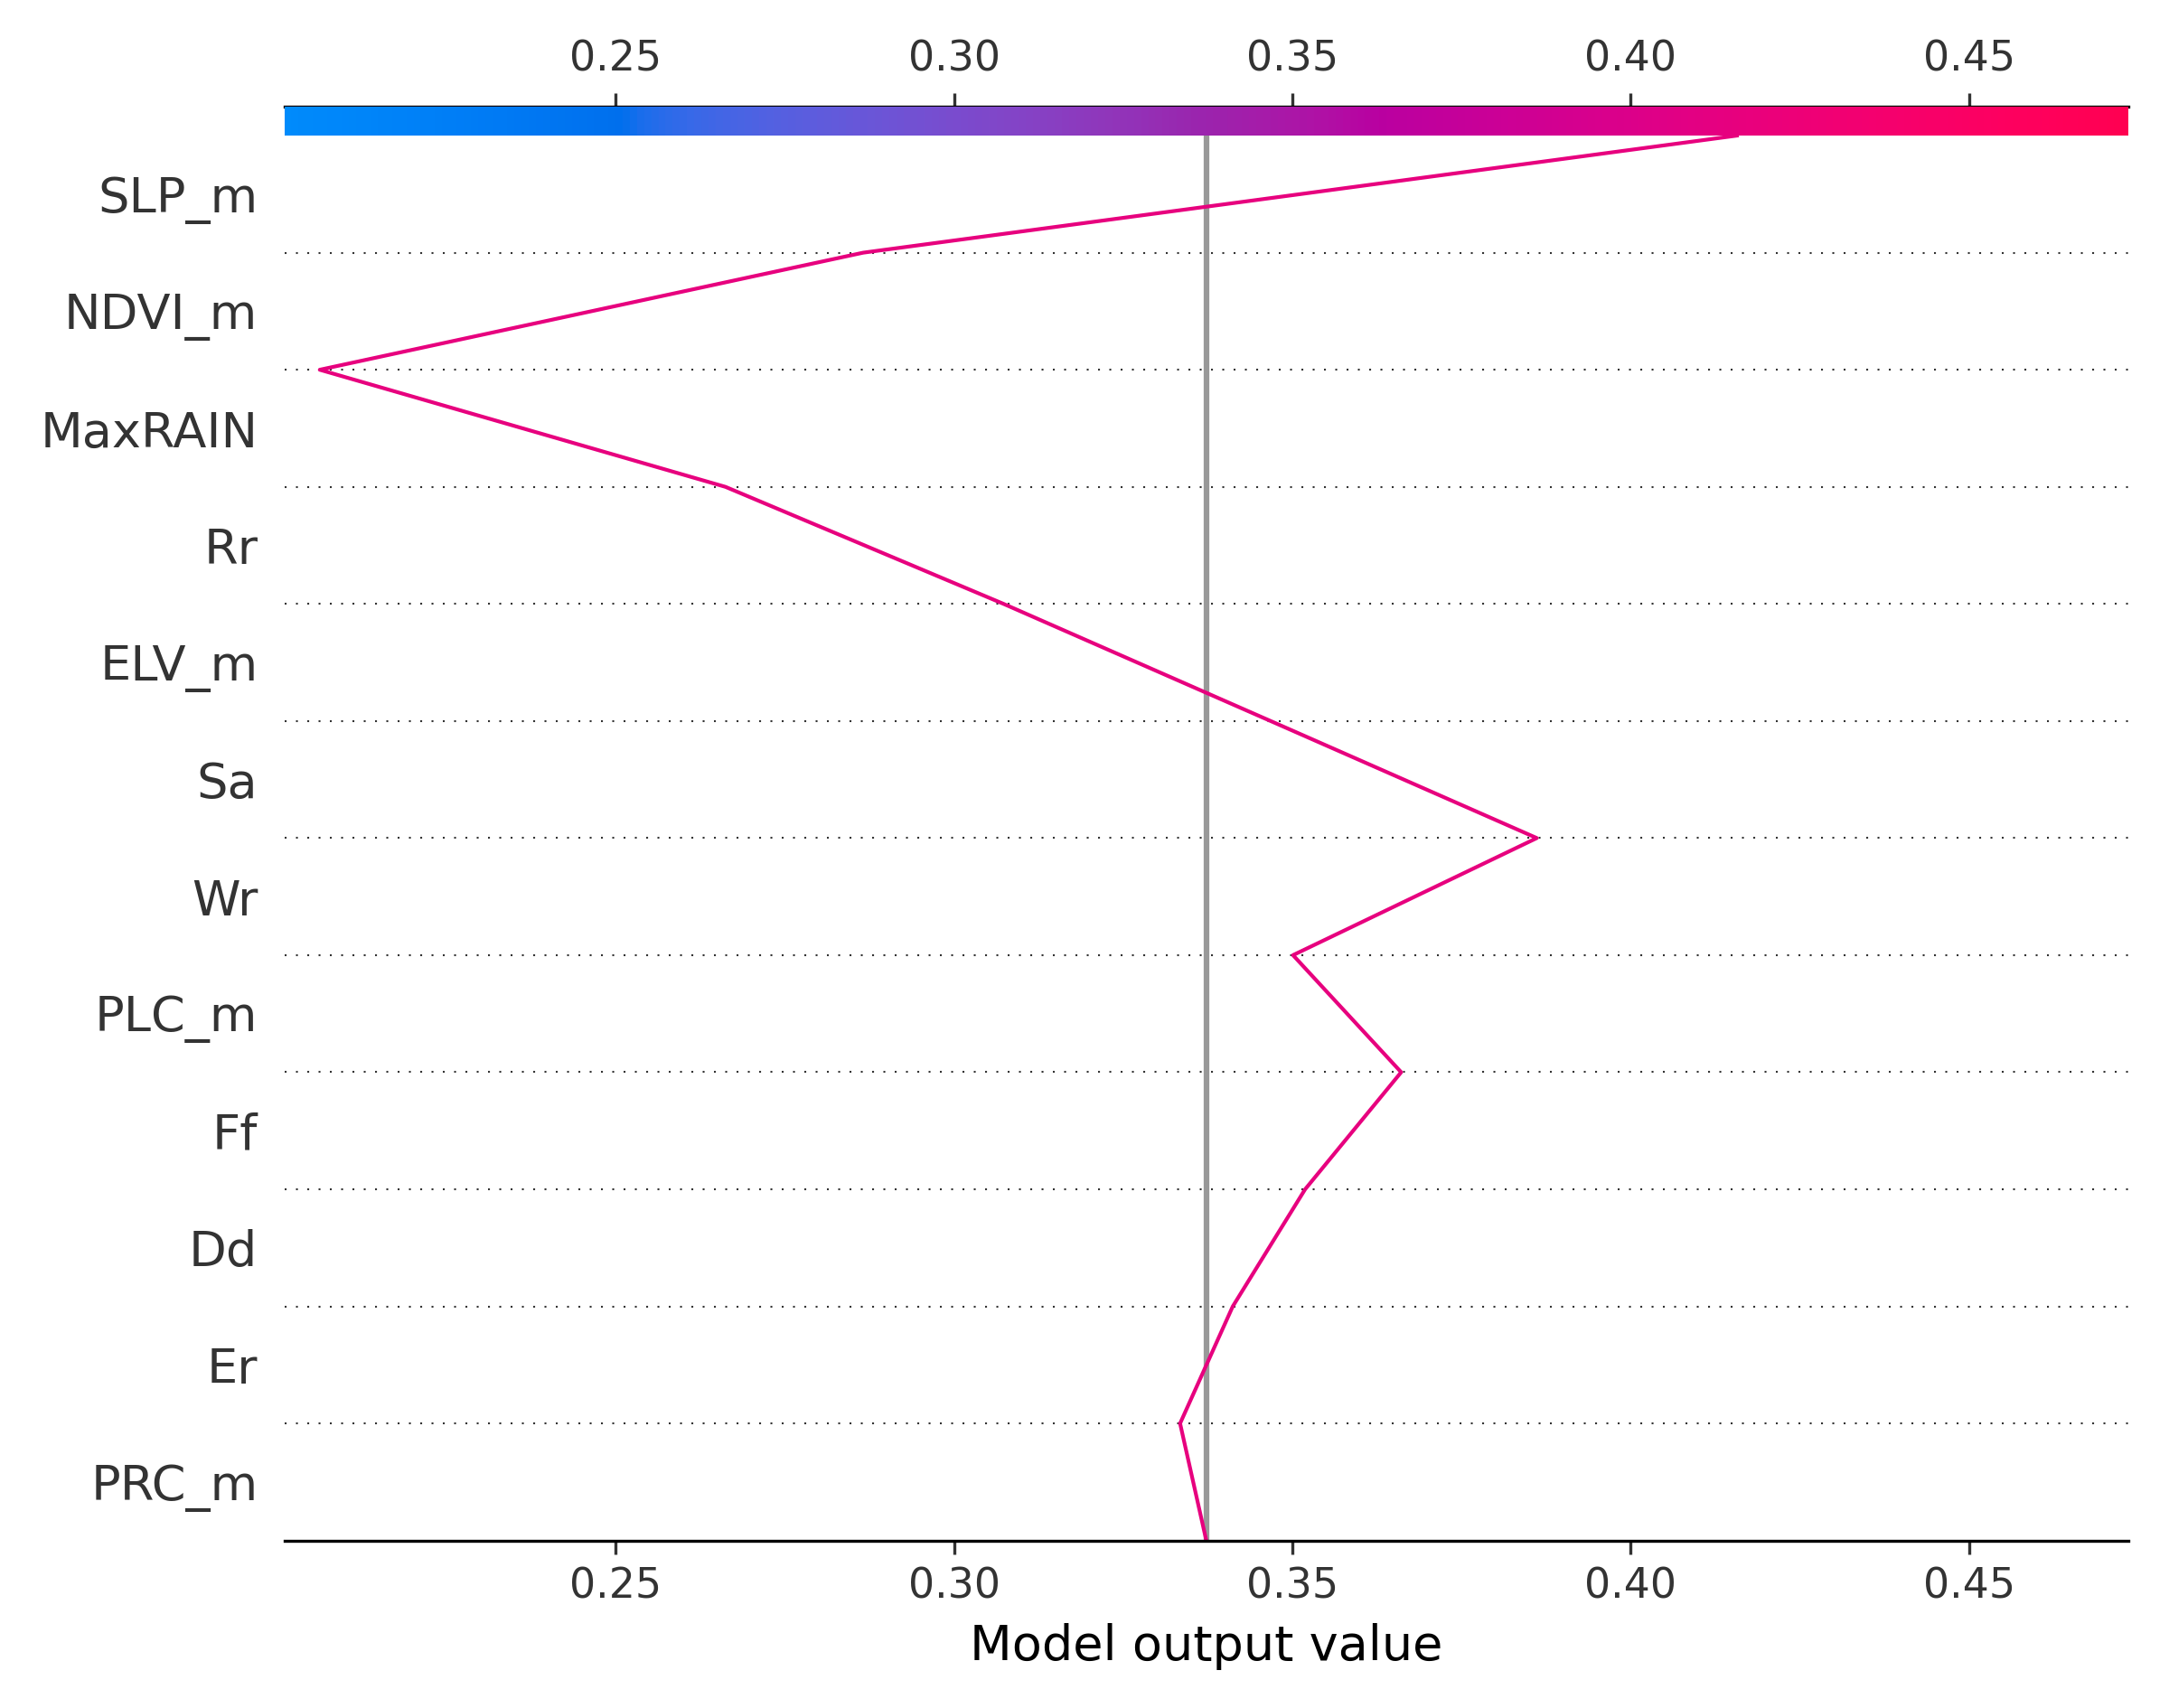 0.25 0.30 0.35 0.40 0.45
SLP_m
NDVI_m
MaxRAIN
Rr
ELV_m
Sa
Wr
PLC_m
Ff
Dd
Er
PRC_m
0.25 0.30 0.35 0.40 0.45
Model output value